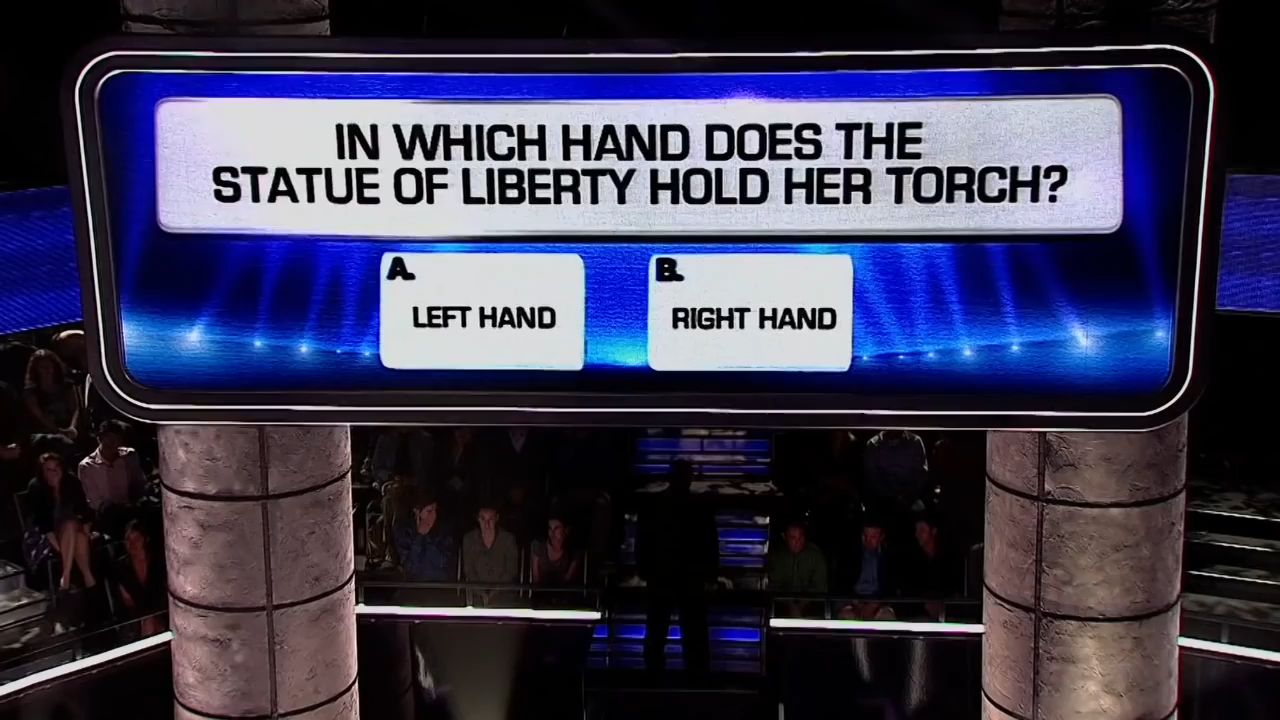 IN WHICH HAND DOES THE
STATUE OF LIBERTY HOLD HER TORCH?
A.
LEFT HAND
B.
RIGHT HAND